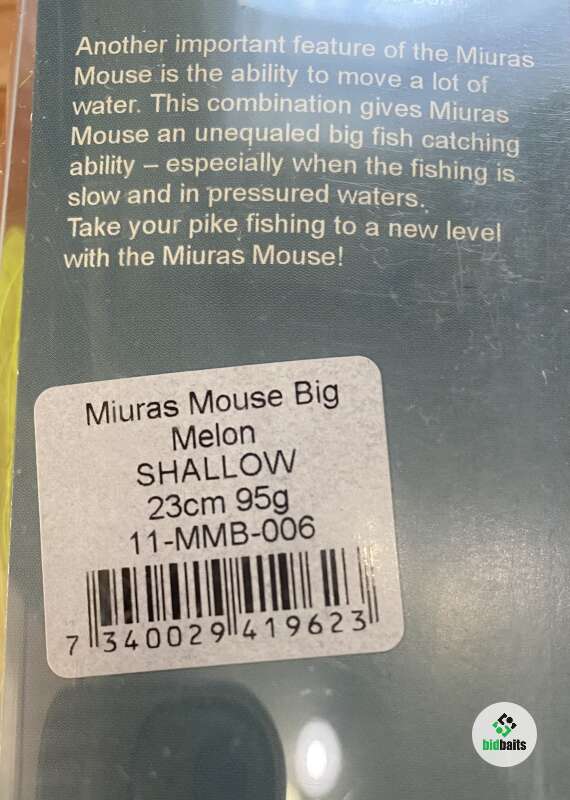 Another important feature of the Miuras
Mouse is the ability to move a lot of
water. This combination gives Miuras
Mouse an unequaled big fish catching
ability – especially when the fishing is
slow and in pressured waters.
Take your pike fishing to a new level
with the Miuras Mouse!
Miuras Mouse Big
Melon
SHALLOW
23cm 95g
11-MMB-006
7 340029 419623
bidbaits